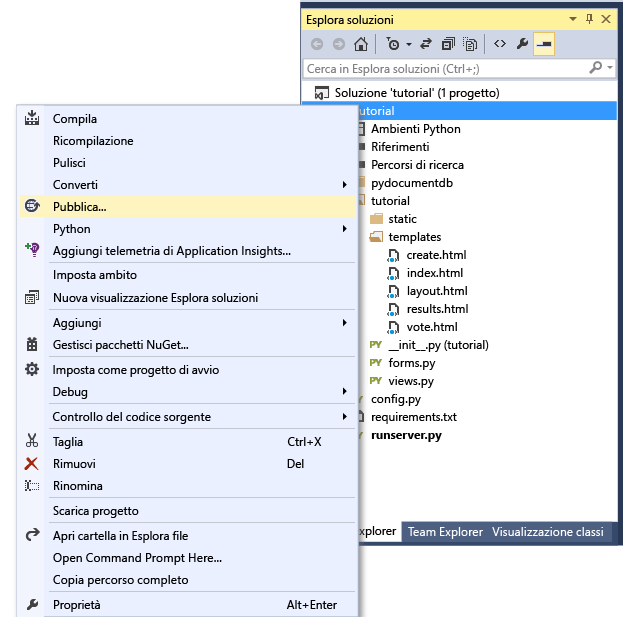 Esplora soluzioni
Cerca in Esplora soluzioni (Ctrl+;)
Soluzione 'tutorial' (1 progetto)
utorial
Ambienti Python
Riferimenti
Percorsi di ricerca
pydocumentdb
tutorial
static
templates
create.html
index.html
layout.html
results.html
vote.html
PY __init__.py (tutorial)
PY forms.py
PY views.py
config.py
requirements.txt
runserver.py
xplorer Team Explorer Visualizzazione classi
Compila
Ricompilazione
Pulisci
Converti
Pubblica...
Python
Aggiungi telemetria di Application Insights...
Imposta ambito
Nuova visualizzazione Esplora soluzioni
Aggiungi
Gestisci pacchetti NuGet...
Imposta come progetto di avvio
Debug
Controllo del codice sorgente
Taglia Ctrl+X
Rimuovi Del
Rinomina
Scarica progetto
Apri cartella in Esplora file
Open Command Prompt Here...
Copia percorso completo
Proprietà Alt+Enter